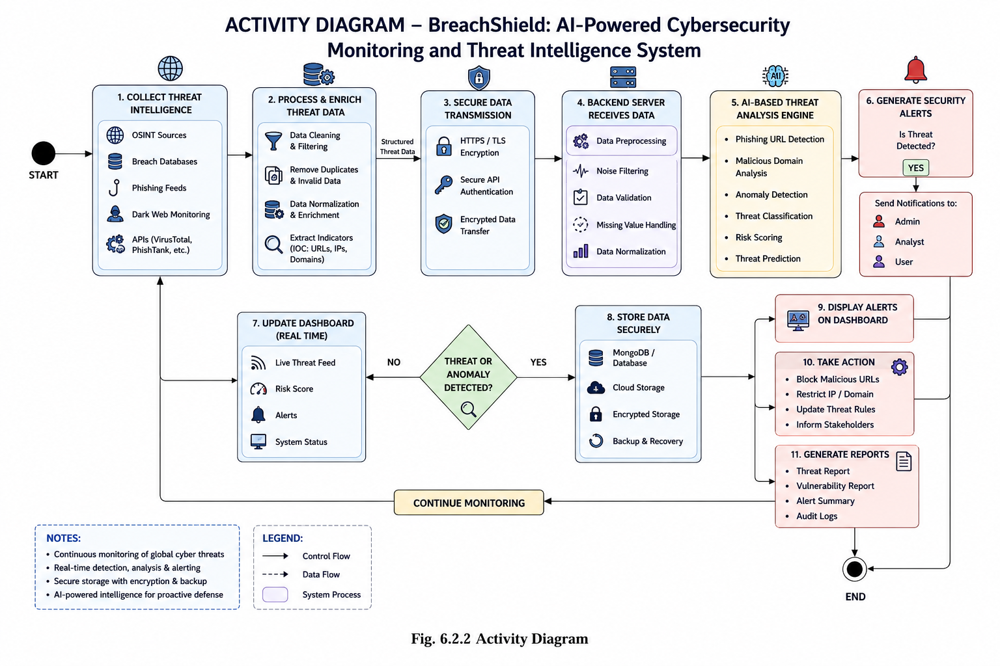 ACTIVITY DIAGRAM – BreachShield: AI-Powered Cybersecurity
Monitoring and Threat Intelligence System
START
1. COLLECT THREAT
INTELLIGENCE
OSINT Sources
Breach Databases
Phishing Feeds
Dark Web Monitoring
APIs (VirusTotal,
PhishTank, etc.)
2. PROCESS & ENRICH
THREAT DATA
Data Cleaning
& Filtering
Remove Duplicates
& Invalid Data
Data Normalization
& Enrichment
Extract Indicators
(IOC: URLs, IPs,
Domains)
Structured
Threat Data
3. SECURE DATA
TRANSMISSION
HTTPS / TLS
Encryption
Secure API
Authentication
Encrypted Data
Transfer
4. BACKEND SERVER
RECEIVES DATA
Data Preprocessing
Noise Filtering
Data Validation
Missing Value Handling
Data Normalization
5. AI-BASED THREAT
ANALYSIS ENGINE
• Phishing URL Detection
• Malicious Domain
Analysis
• Anomaly Detection
• Threat Classification
• Risk Scoring
• Threat Prediction
6. GENERATE SECURITY
ALERTS
Is Threat
Detected?
YES
Send Notifications to:
Admin
Analyst
User
7. UPDATE DASHBOARD
(REAL TIME)
Live Threat Feed
Risk Score
Alerts
System Status
NO
THREAT OR
ANOMALY
DETECTED?
YES
8. STORE DATA
SECURELY
MongoDB /
Database
Cloud Storage
Encrypted Storage
Backup & Recovery
9. DISPLAY ALERTS
ON DASHBOARD
10. TAKE ACTION
• Block Malicious URLs
• Restrict IP / Domain
• Update Threat Rules
• Inform Stakeholders
11. GENERATE REPORTS
• Threat Report
• Vulnerability Report
• Alert Summary
• Audit Logs
CONTINUE MONITORING
END
NOTES:
• Continuous monitoring of global cyber threats
• Real-time detection, analysis & alerting
• Secure storage with encryption & backup
• AI-powered intelligence for proactive defense
LEGEND:
Control Flow
Data Flow
System Process
Fig. 6.2.2 Activity Diagram